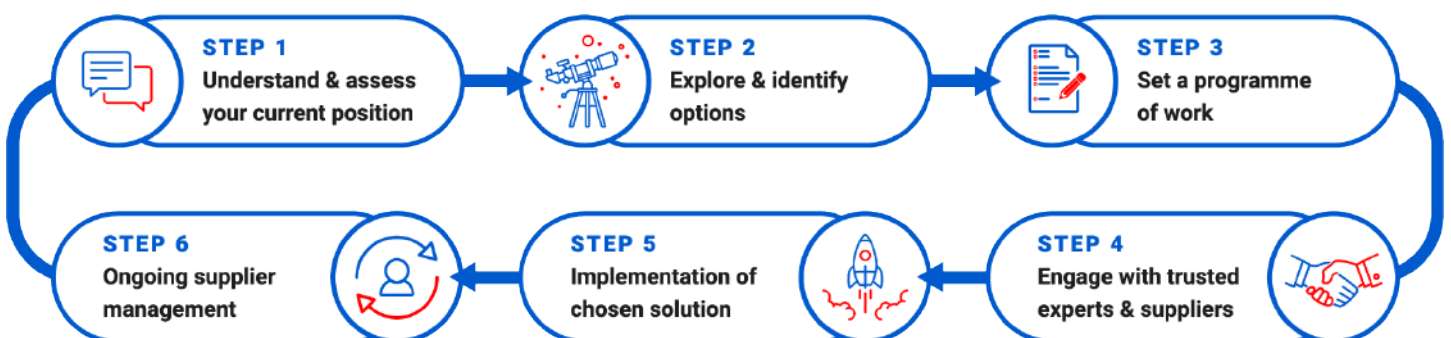 STEP 1
Understand & assess
your current position
STEP 2
Explore & identify
options
STEP 3
Set a programme
of work
STEP 4
Engage with trusted
experts & suppliers
STEP 5
Implementation of
chosen solution
STEP 6
Ongoing supplier
management